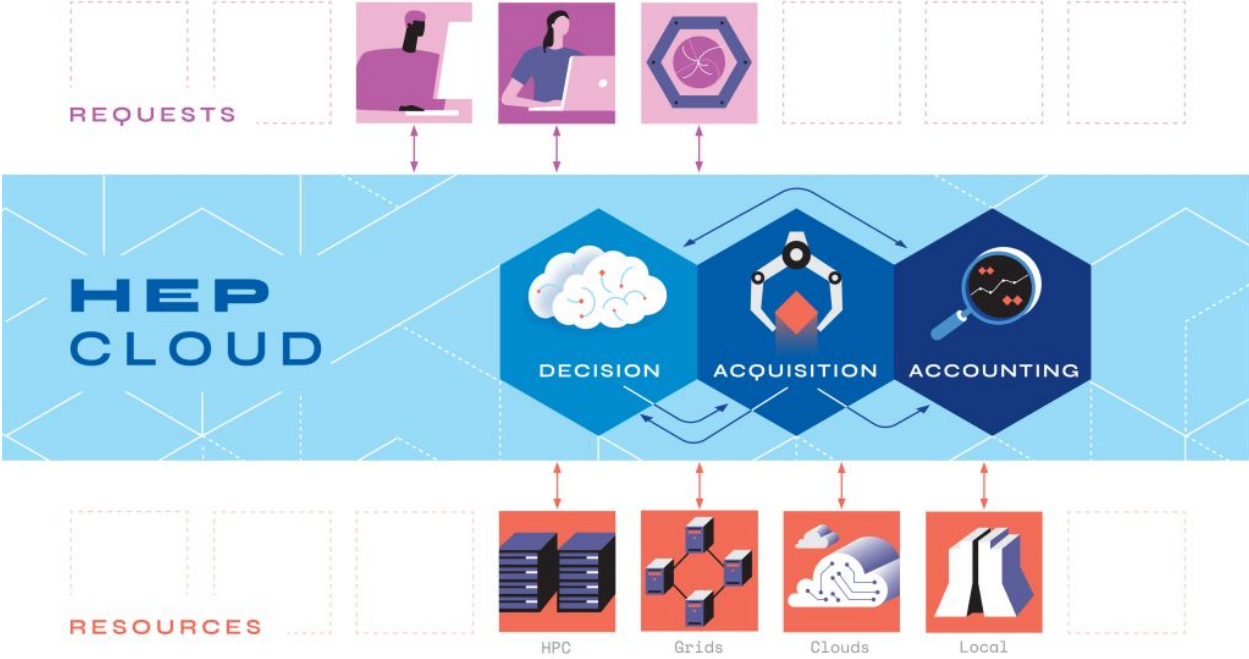 REQUESTS
HEP
CLOUD
DECISION
ACQUISITION
ACCOUNTING
RESOURCES
HPC
Grids
Clouds
Local